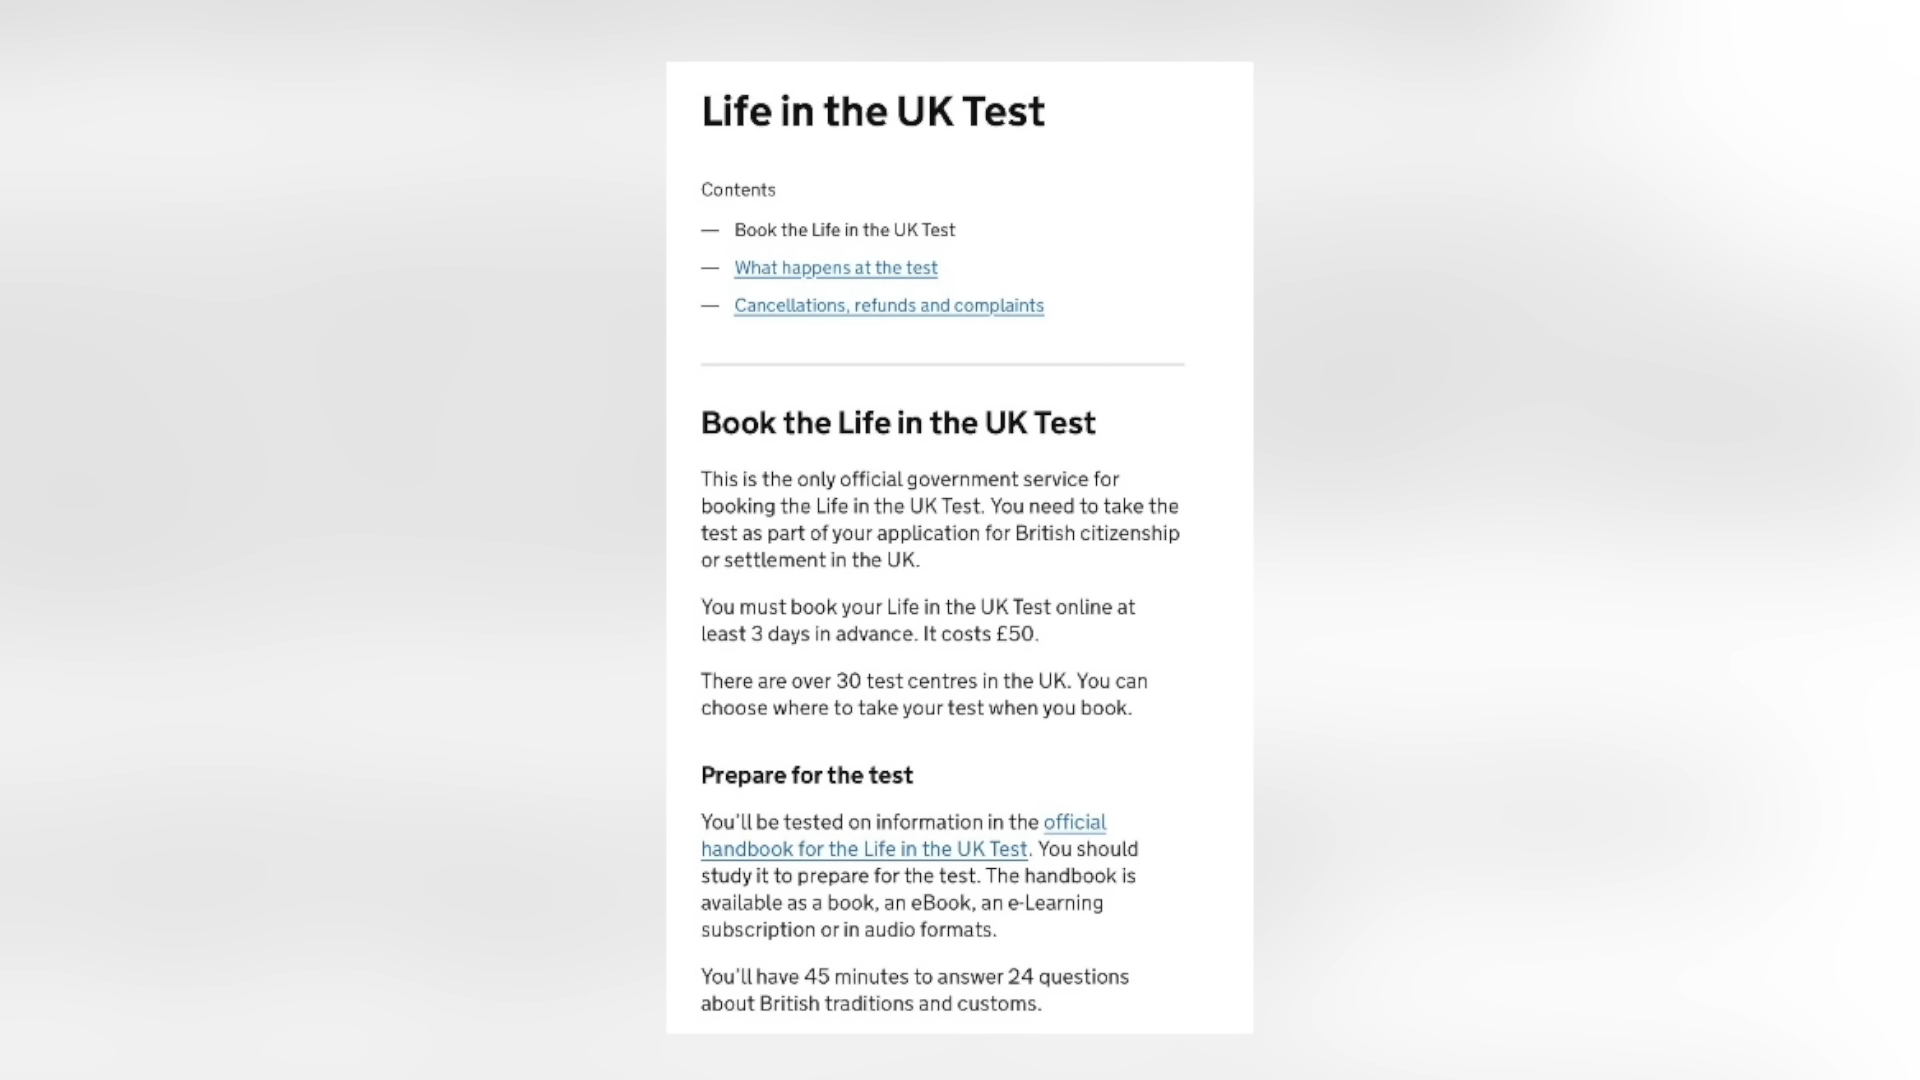 Life in the UK Test
Contents
— Book the Life in the UK Test
— What happens at the test
— Cancellations, refunds and complaints
Book the Life in the UK Test
This is the only official government service for
booking the Life in the UK Test. You need to take the
test as part of your application for British citizenship
or settlement in the UK.
You must book your Life in the UK Test online at
least 3 days in advance. It costs £50.
There are over 30 test centres in the UK. You can
choose where to take your test when you book.
Prepare for the test
You'll be tested on information in the official
handbook for the Life in the UK Test. You should
study it to prepare for the test. The handbook is
available as a book, an eBook, an e-Learning
subscription or in audio formats.
You'll have 45 minutes to answer 24 questions
about British traditions and customs.